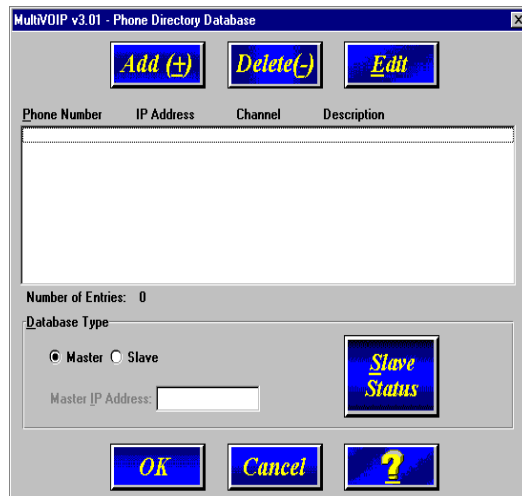 MultiVOIP v3.01 - Phone Directory Database
Add (+) Delete(-) Edit
Phone Number IP Address Channel Description
Number of Entries: 0
Database Type
Master Slave
Slave
Status
Master IP Address:
OK Cancel ?